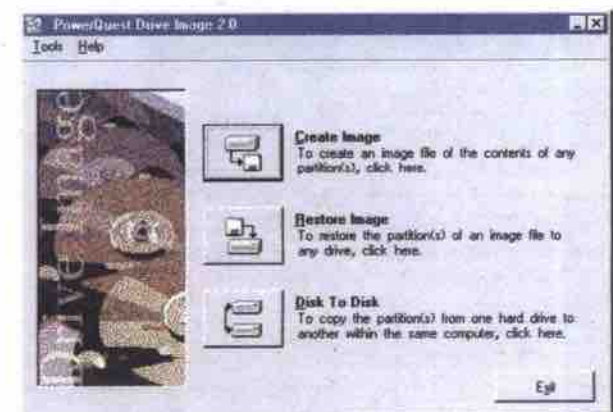 PowerQuest Drive Image 2.0
Tools Help
Drive Image
Create Image
To create an image file of the contents of any
partition(s), click here.
Restore Image
To restore the partition(s) of an image file to
any drive, click here.
Disk To Disk
To copy the partition(s) from one hard drive to
another within the same computer, click here.
Exit